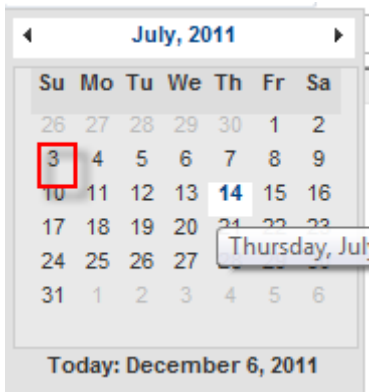 July, 2011
Su Mo Tu We Th Fr Sa
26 27 28 29 30 1 2
3 4 5 6 7 8 9
10 11 12 13 14 15 16
17 18 19 20 21 22 23
Thursday, July
24 25 26 27
31 1 2 3 4 5 6
Today: December 6, 2011